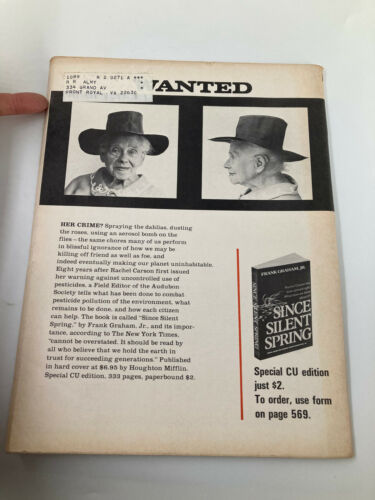 WANTED
R R ALMY
334 GRAND AV
FRONT ROYAL, VA 22630
HER CRIME? Spraying the dahlias, dusting
the roses, using an aerosol bomb on the
flies — the same chores many of us perform
in blissful ignorance of how we may be
killing off friend as well as foe, and
indeed eventually making our planet uninhabitable.
Eight years after Rachel Carson first issued
her warning against uncontrolled use of
pesticides, a Field Editor of the Audubon
Society tells what has been done to combat
pesticide pollution of the environment, what
remains to be done, and how each citizen
can help. The book is called "Since Silent
Spring," by Frank Graham, Jr., and its impor-
tance, according to The New York Times,
"cannot be overstated. It should be read by
all who believe that we hold the earth in
trust for succeeding generations." Published
in hard cover at $6.95 by Houghton Mifflin.
Special CU edition, 333 pages, paperbound $2.
FRANK GRAHAM, JR.
SINCE
SILENT
SPRING
SINCE SILENT SPRING
Special CU edition
just $2.
To order, use form
on page 569.